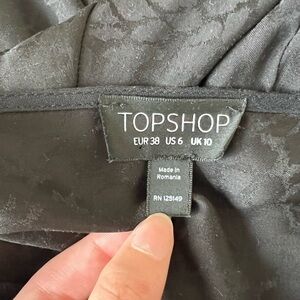 TOPSHOP
EUR 38 US 6 UK 10
Made in
Romania
RN 125149